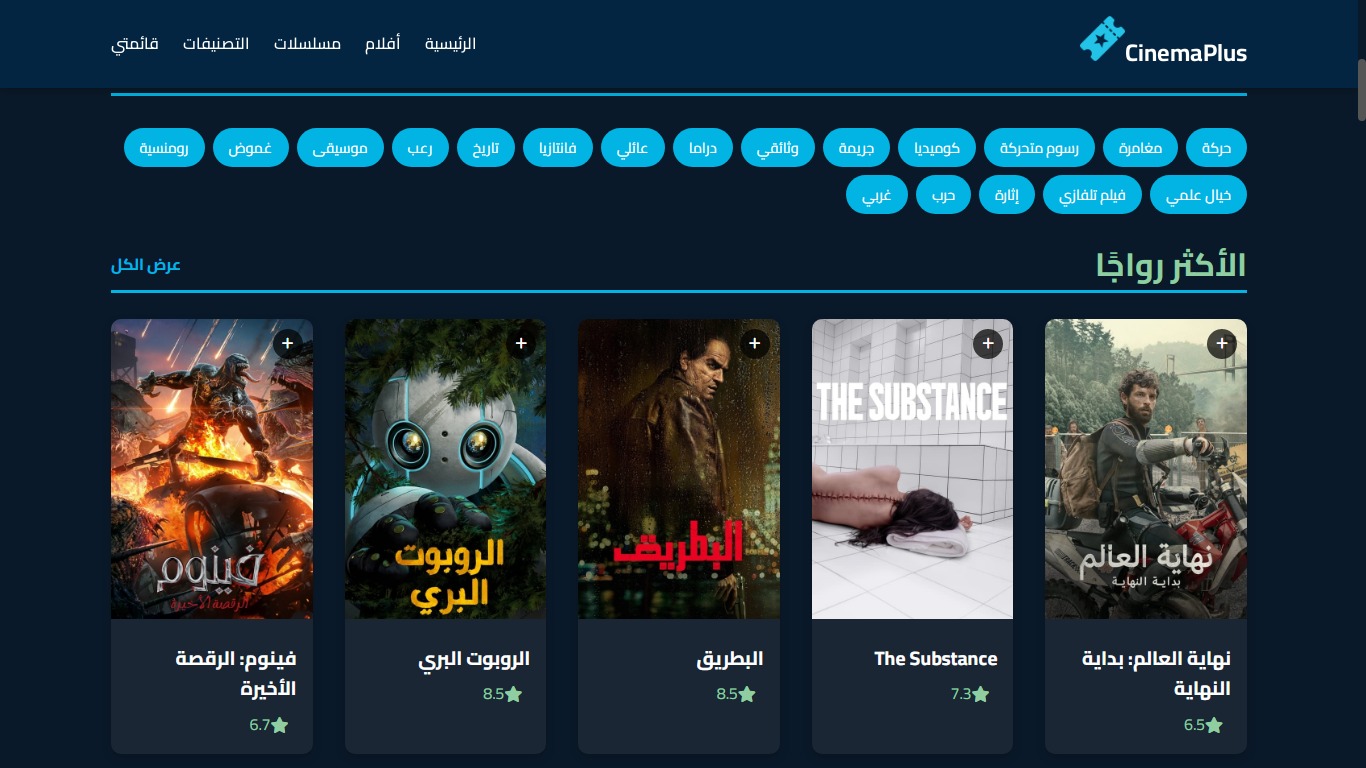 CinemaPlus
الرئيسية
أفلام
مسلسلات
التصنيفات
قائمتي
حركة
مغامرة
رسوم متحركة
كوميديا
جريمة
وثائقي
دراما
عائلي
فانتازيا
تاريخ
رعب
موسيقى
غموض
رومنسية
خيال علمي
فيلم تلفازي
إثارة
حرب
غربي
الأكثر رواجًا
عرض الكل
+
نهاية العالم
بداية النهاية
نهاية العالم: بداية
النهاية
6.5
+
THE SUBSTANCE
The Substance
7.3
+
البطريق
البطريق
8.5
+
الروبوت
البري
الروبوت البري
8.5
+
فينوم
الرقصة الأخيرة
فينوم: الرقصة
الأخيرة
6.7